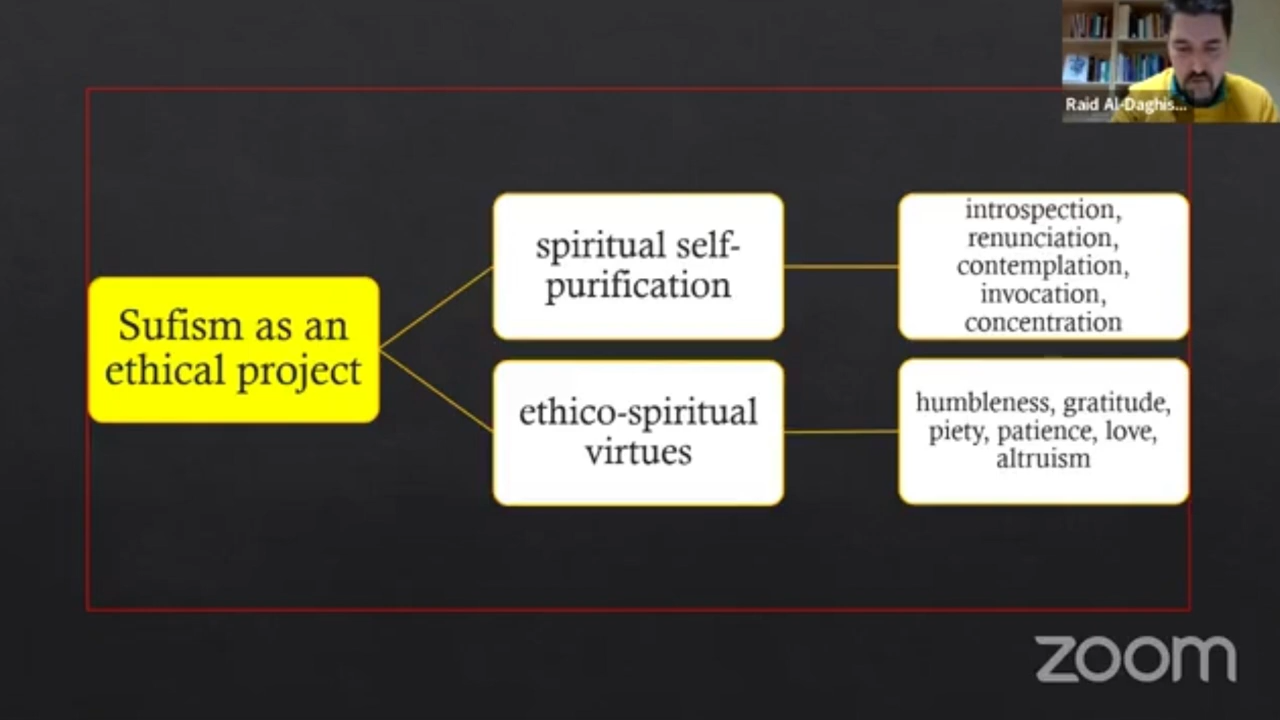 Raid Al-Daghis...
Sufism as an
ethical project
spiritual self-
purification
introspection,
renunciation,
contemplation,
invocation,
concentration
ethico-spiritual
virtues
humbleness, gratitude,
piety, patience, love,
altruism
zoom